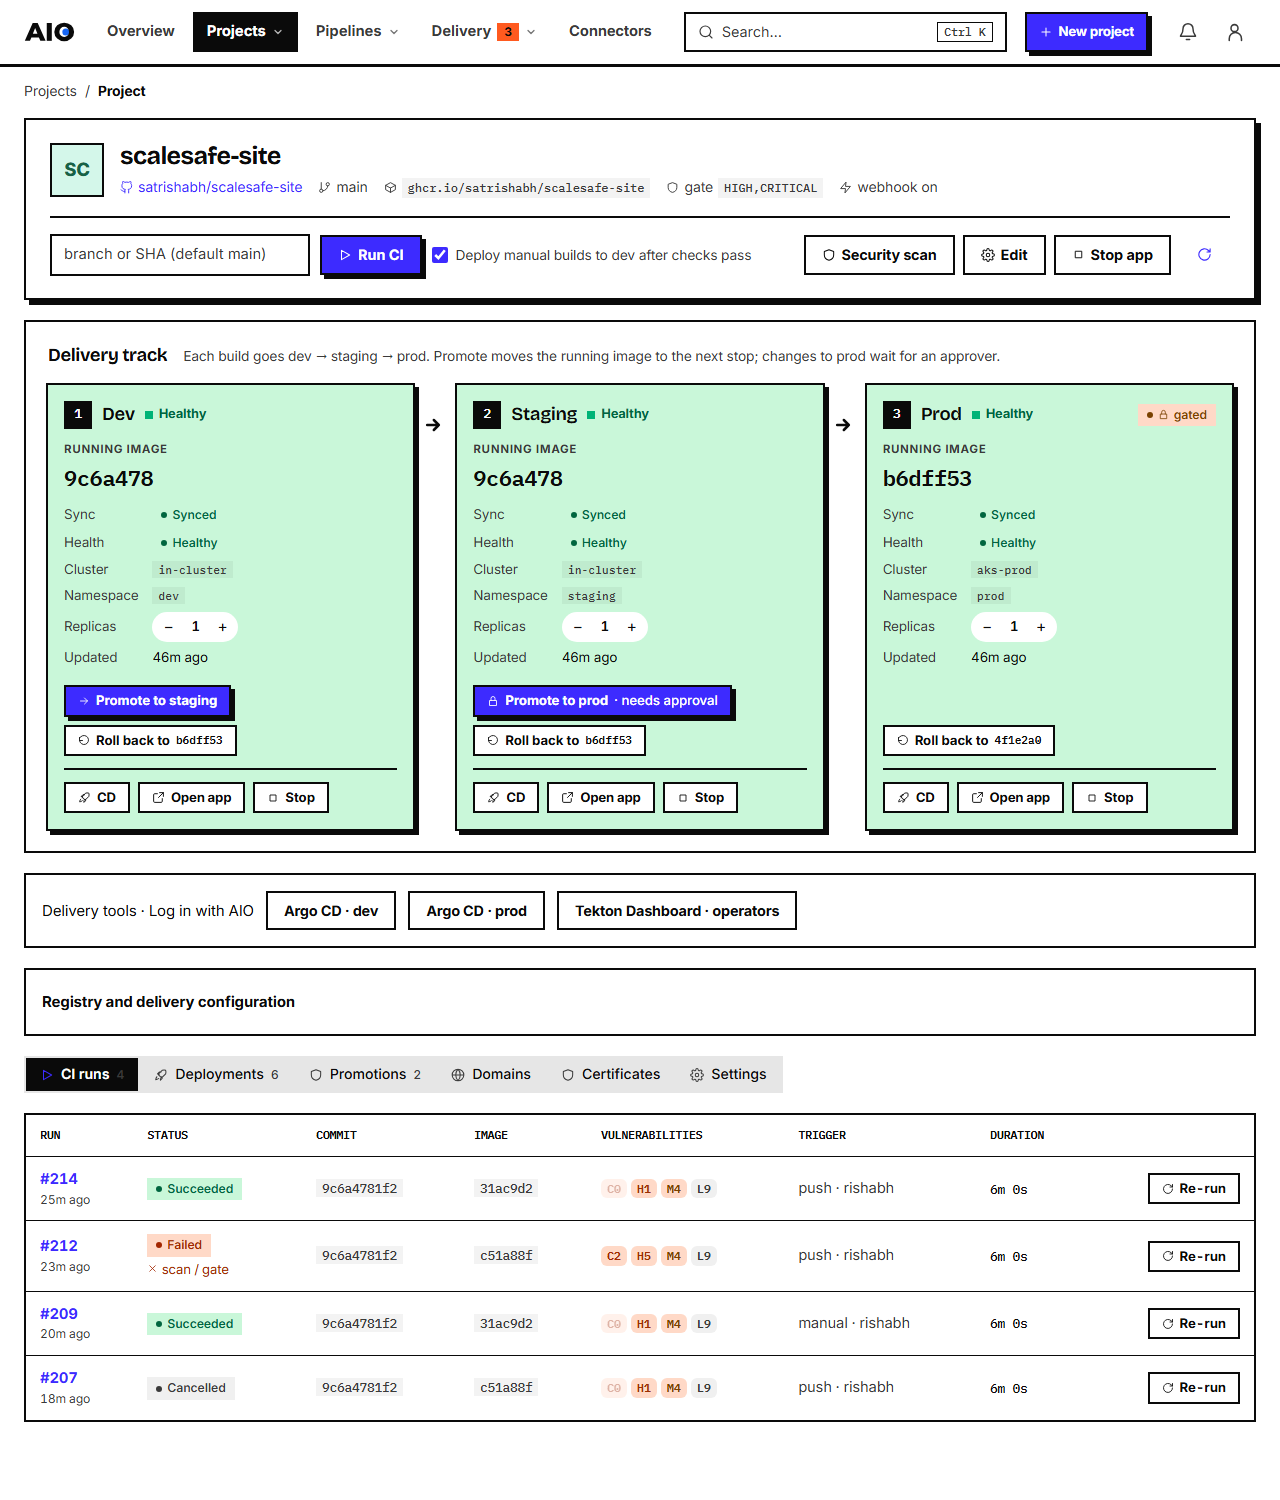 AIO
Overview
Projects
Pipelines
Delivery 3
Connectors
Search...
Ctrl K
New project
Projects / Project
SC
scalesafe-site
satrishabh/scalesafe-site
main
ghcr.io/satrishabh/scalesafe-site
gate HIGH,CRITICAL
webhook on
branch or SHA (default main)
Run CI
Deploy manual builds to dev after checks pass
Security scan
Edit
Stop app
Delivery track
Each build goes dev → staging → prod. Promote moves the running image to the next stop; changes to prod wait for an approver.
1 Dev Healthy
RUNNING IMAGE
9c6a478
Sync Synced
Health Healthy
Cluster in-cluster
Namespace dev
Replicas − 1 +
Updated 46m ago
→ Promote to staging
Roll back to b6dff53
CD
Open app
Stop
→
2 Staging Healthy
RUNNING IMAGE
9c6a478
Sync Synced
Health Healthy
Cluster in-cluster
Namespace staging
Replicas − 1 +
Updated 46m ago
Promote to prod · needs approval
Roll back to b6dff53
CD
Open app
Stop
→
3 Prod Healthy
gated
RUNNING IMAGE
b6dff53
Sync Synced
Health Healthy
Cluster aks-prod
Namespace prod
Replicas − 1 +
Updated 46m ago
Roll back to 4f1e2a0
CD
Open app
Stop
Delivery tools · Log in with AIO
Argo CD · dev
Argo CD · prod
Tekton Dashboard · operators
Registry and delivery configuration
CI runs 4
Deployments 6
Promotions 2
Domains
Certificates
Settings
RUN STATUS COMMIT IMAGE VULNERABILITIES TRIGGER DURATION
#214 Succeeded 9c6a4781f2 31ac9d2 C0 H1 M4 L9 push · rishabh 6m 0s Re-run
25m ago
#212 Failed 9c6a4781f2 c51a88f C2 H5 M4 L9 push · rishabh 6m 0s Re-run
23m ago × scan / gate
#209 Succeeded 9c6a4781f2 31ac9d2 C0 H1 M4 L9 manual · rishabh 6m 0s Re-run
20m ago
#207 Cancelled 9c6a4781f2 c51a88f C0 H1 M4 L9 push · rishabh 6m 0s Re-run
18m ago